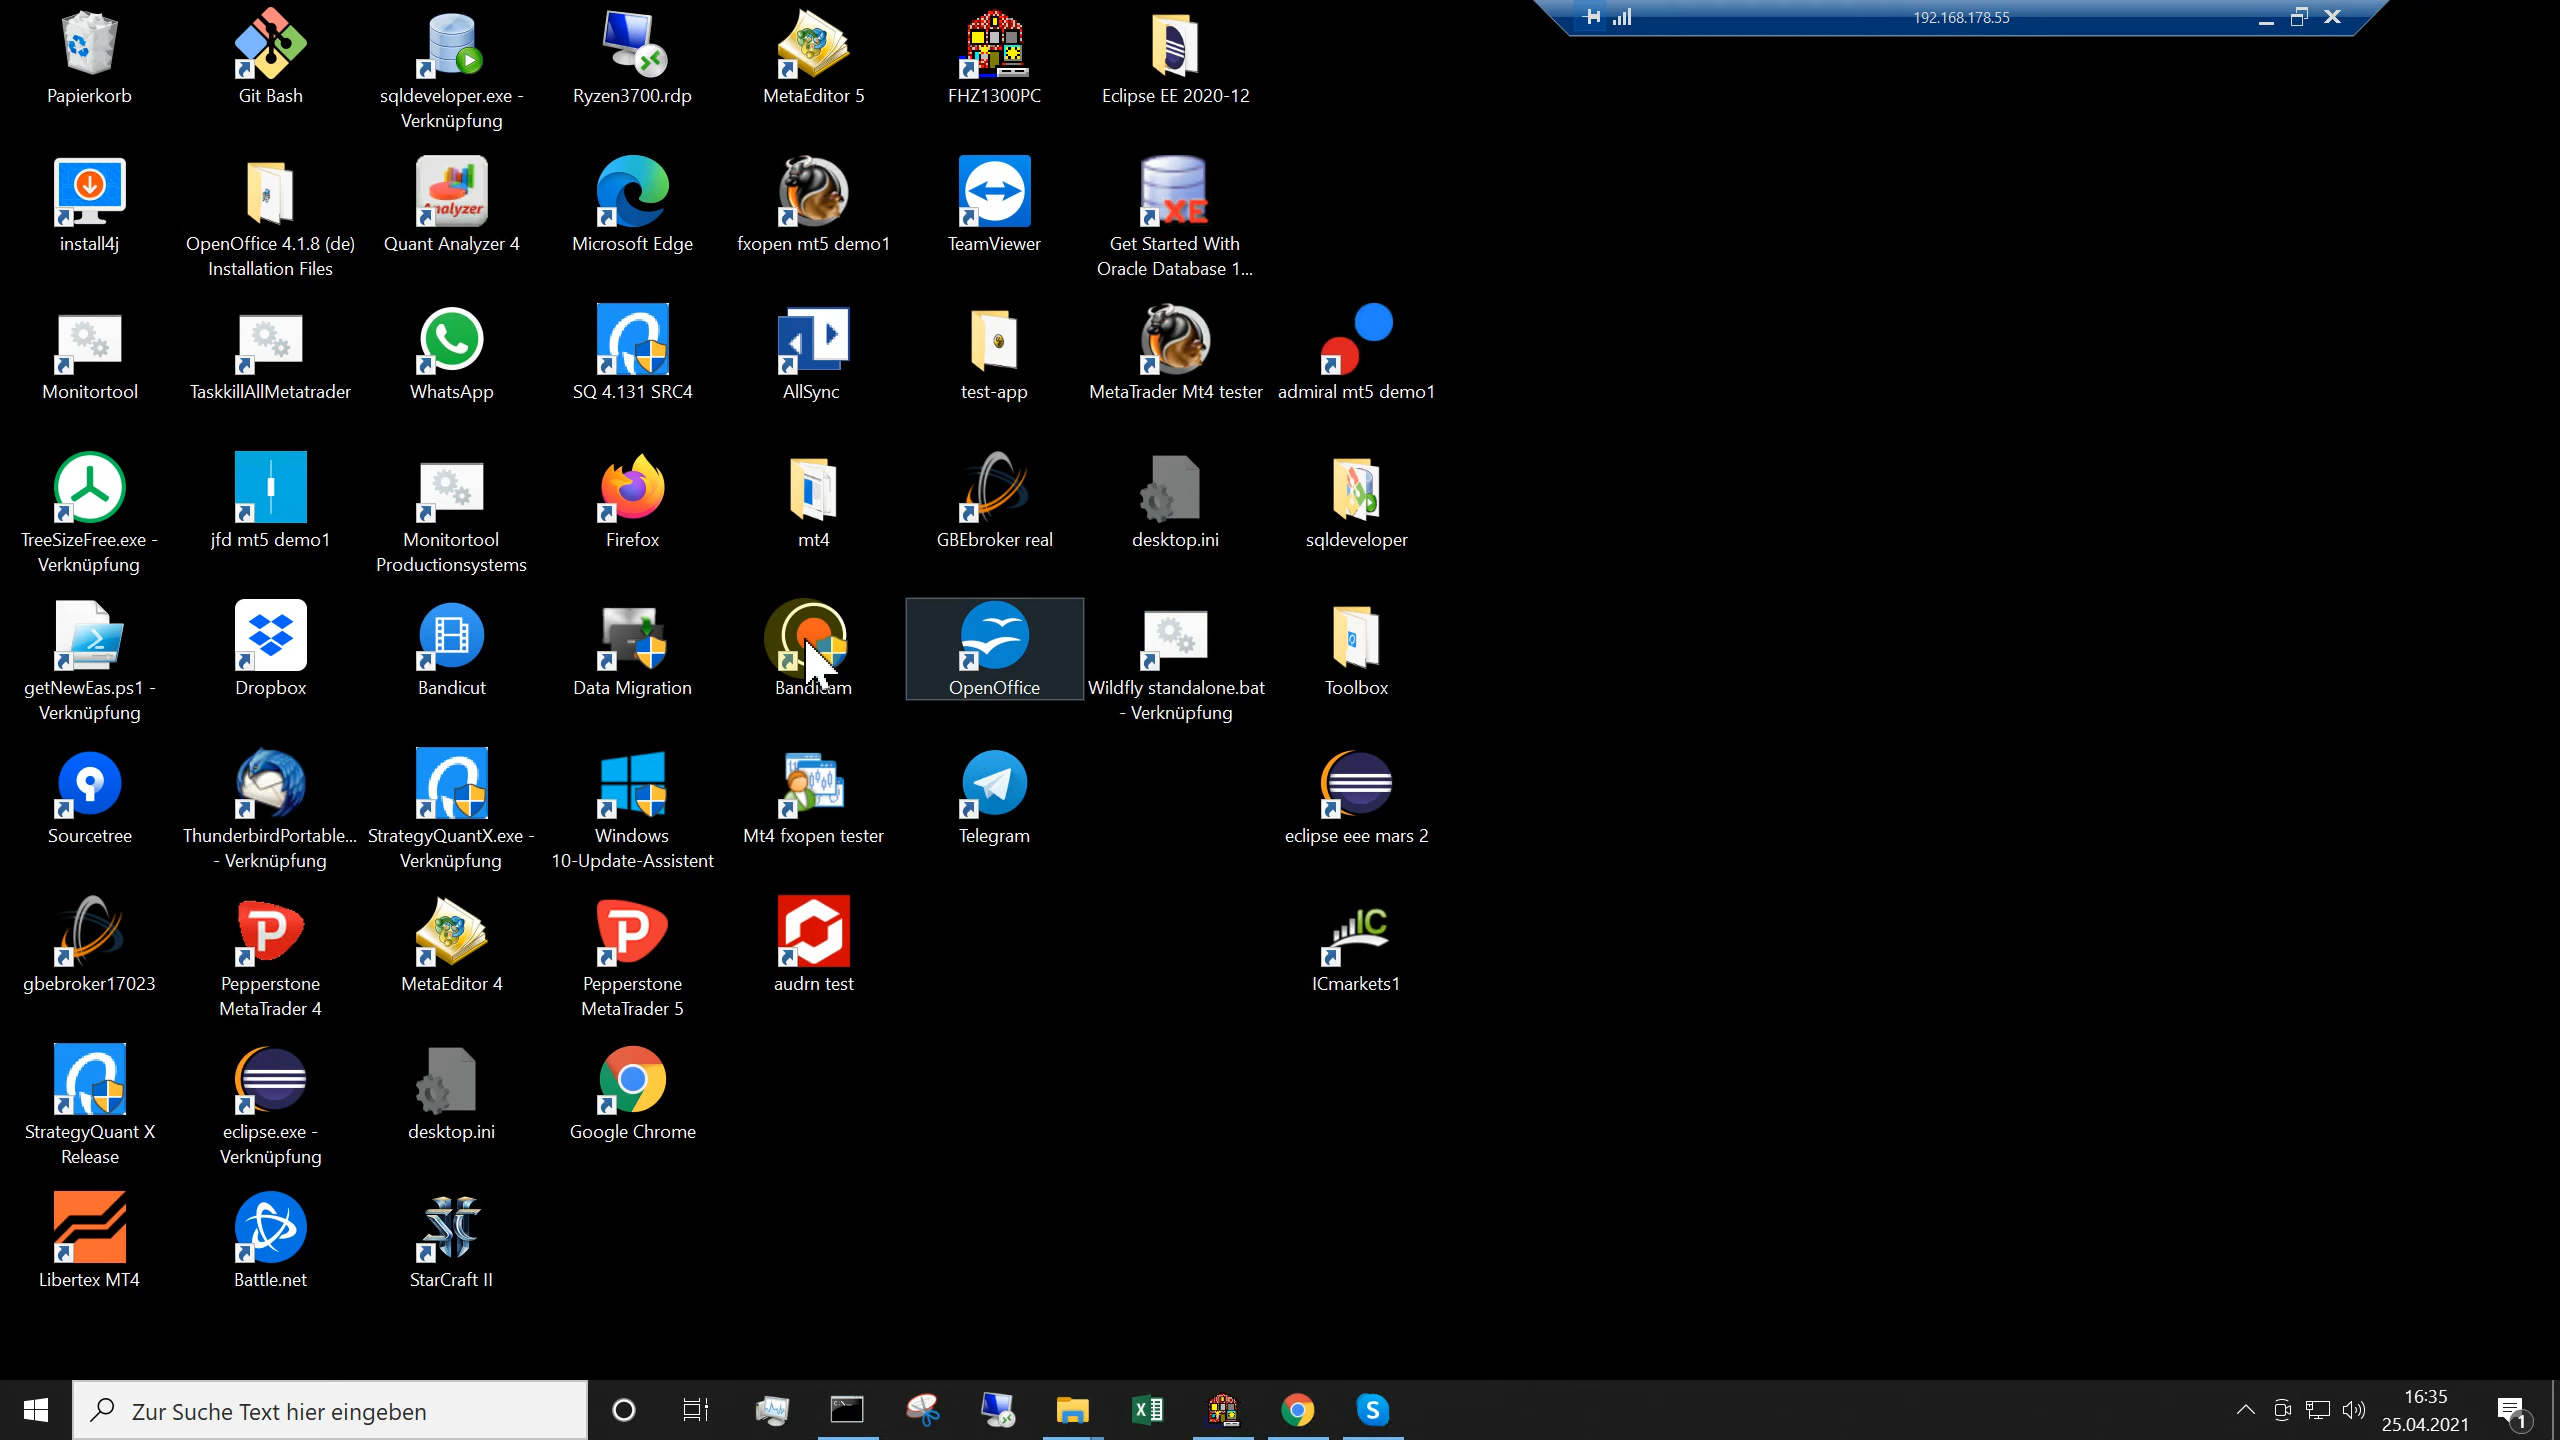 192.168.178.55
Papierkorb
Git Bash
sqldeveloper.exe -
Verknüpfung
Ryzen3700.rdp
MetaEditor 5
FHZ1300PC
Eclipse EE 2020-12
install4j
OpenOffice 4.1.8 (de)
Installation Files
Analyzer
Quant Analyzer 4
Microsoft Edge
fxopen mt5 demo1
TeamViewer
XE
Get Started With
Oracle Database 1...
Monitortool
TaskkillAllMetatrader
WhatsApp
SQ 4.131 SRC4
AllSync
test-app
MetaTrader Mt4 tester
admiral mt5 demo1
TreeSizeFree.exe -
Verknüpfung
jfd mt5 demo1
Monitortool
Productionsystems
Firefox
mt4
GBEbroker real
desktop.ini
sqldeveloper
getNewEas.ps1 -
Verknüpfung
Dropbox
Bandicut
Data Migration
Bandicam
OpenOffice
Wildfly standalone.bat
- Verknüpfung
Toolbox
Sourcetree
ThunderbirdPortable...
- Verknüpfung
StrategyQuantX.exe -
Verknüpfung
Windows
10-Update-Assistent
Mt4 fxopen tester
Telegram
eclipse eee mars 2
gbebroker17023
Pepperstone
MetaTrader 4
MetaEditor 4
Pepperstone
MetaTrader 5
audrn test
IC
ICmarkets1
StrategyQuant X
Release
eclipse.exe -
Verknüpfung
desktop.ini
Google Chrome
Libertex MT4
Battle.net
StarCraft II
Zur Suche Text hier eingeben
16:35
25.04.2021
1